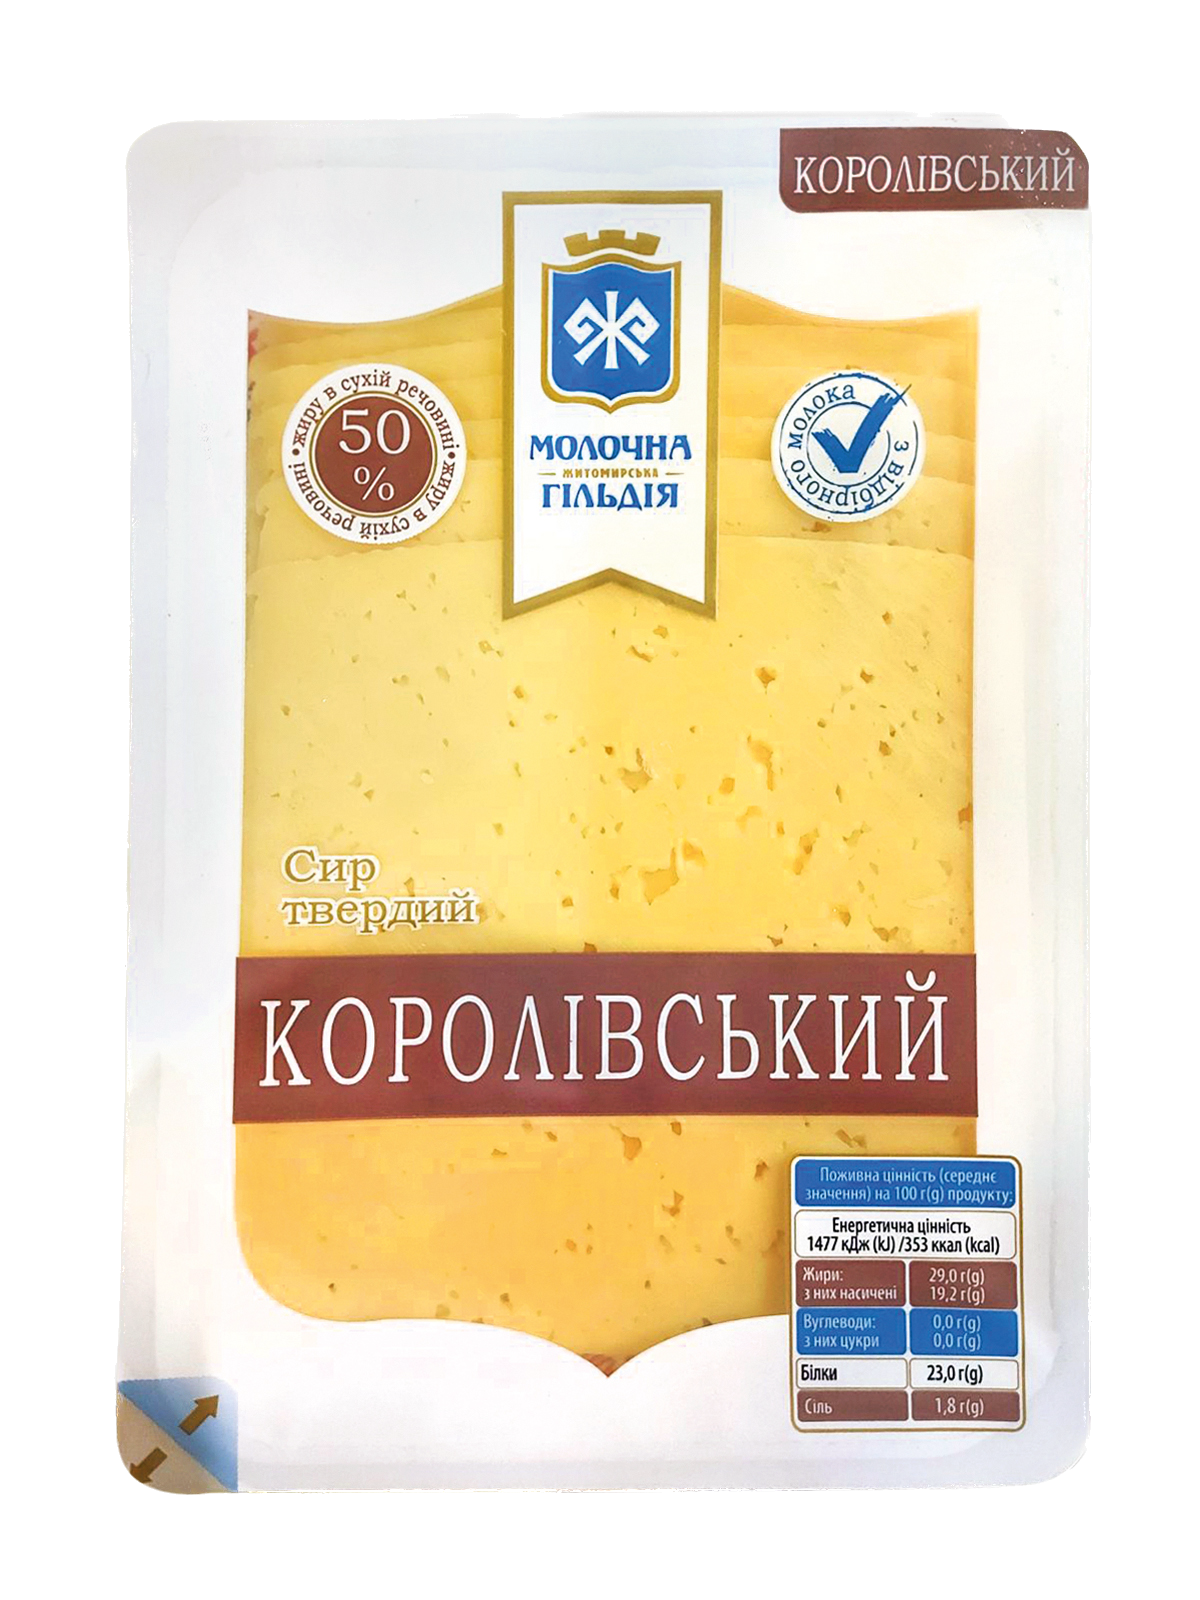 КОРОЛІВСЬКИЙ
МОЛОЧНА
ЖИТОМИРСЬКА
ГІЛЬДІЯ
•жиру в сухій речовині•жиру в сухій речовині
50
%
з відбірного молока
Сир
твердий
КОРОЛІВСЬКИЙ
Поживна цінність (середнє
значення) на 100 г(g) продукту:
Енергетична цінність
1477 кДж (kJ) /353 ккал (kcal)
Жири: 29,0 г(g)
з них насичені 19,2 г(g)
Вуглеводи: 0,0 г(g)
з них цукри 0,0 г(g)
Білки 23,0 г(g)
Сіль 1,8 г(g)